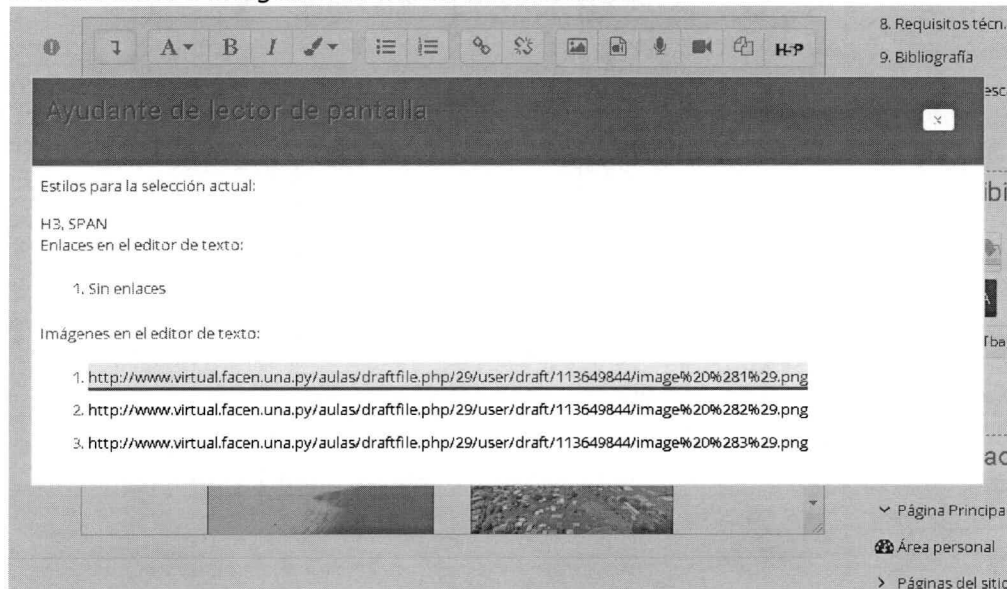 A B I H-P
8. Requisitos técn.
9. Bibliografía
Ayudante de lector de pantalla
x
Estilos para la selección actual:
H3, SPAN
Enlaces en el editor de texto:
1. Sin enlaces
Imágenes en el editor de texto:
1. http://www.virtual.facen.una.py/aulas/draftfile.php/29/user/draft/113649844/image%20%281%29.png
2. http://www.virtual.facen.una.py/aulas/draftfile.php/29/user/draft/113649844/image%20%282%29.png
3. http://www.virtual.facen.una.py/aulas/draftfile.php/29/user/draft/113649844/image%20%283%29.png
Página Principa
Área personal
Páginas del sitio